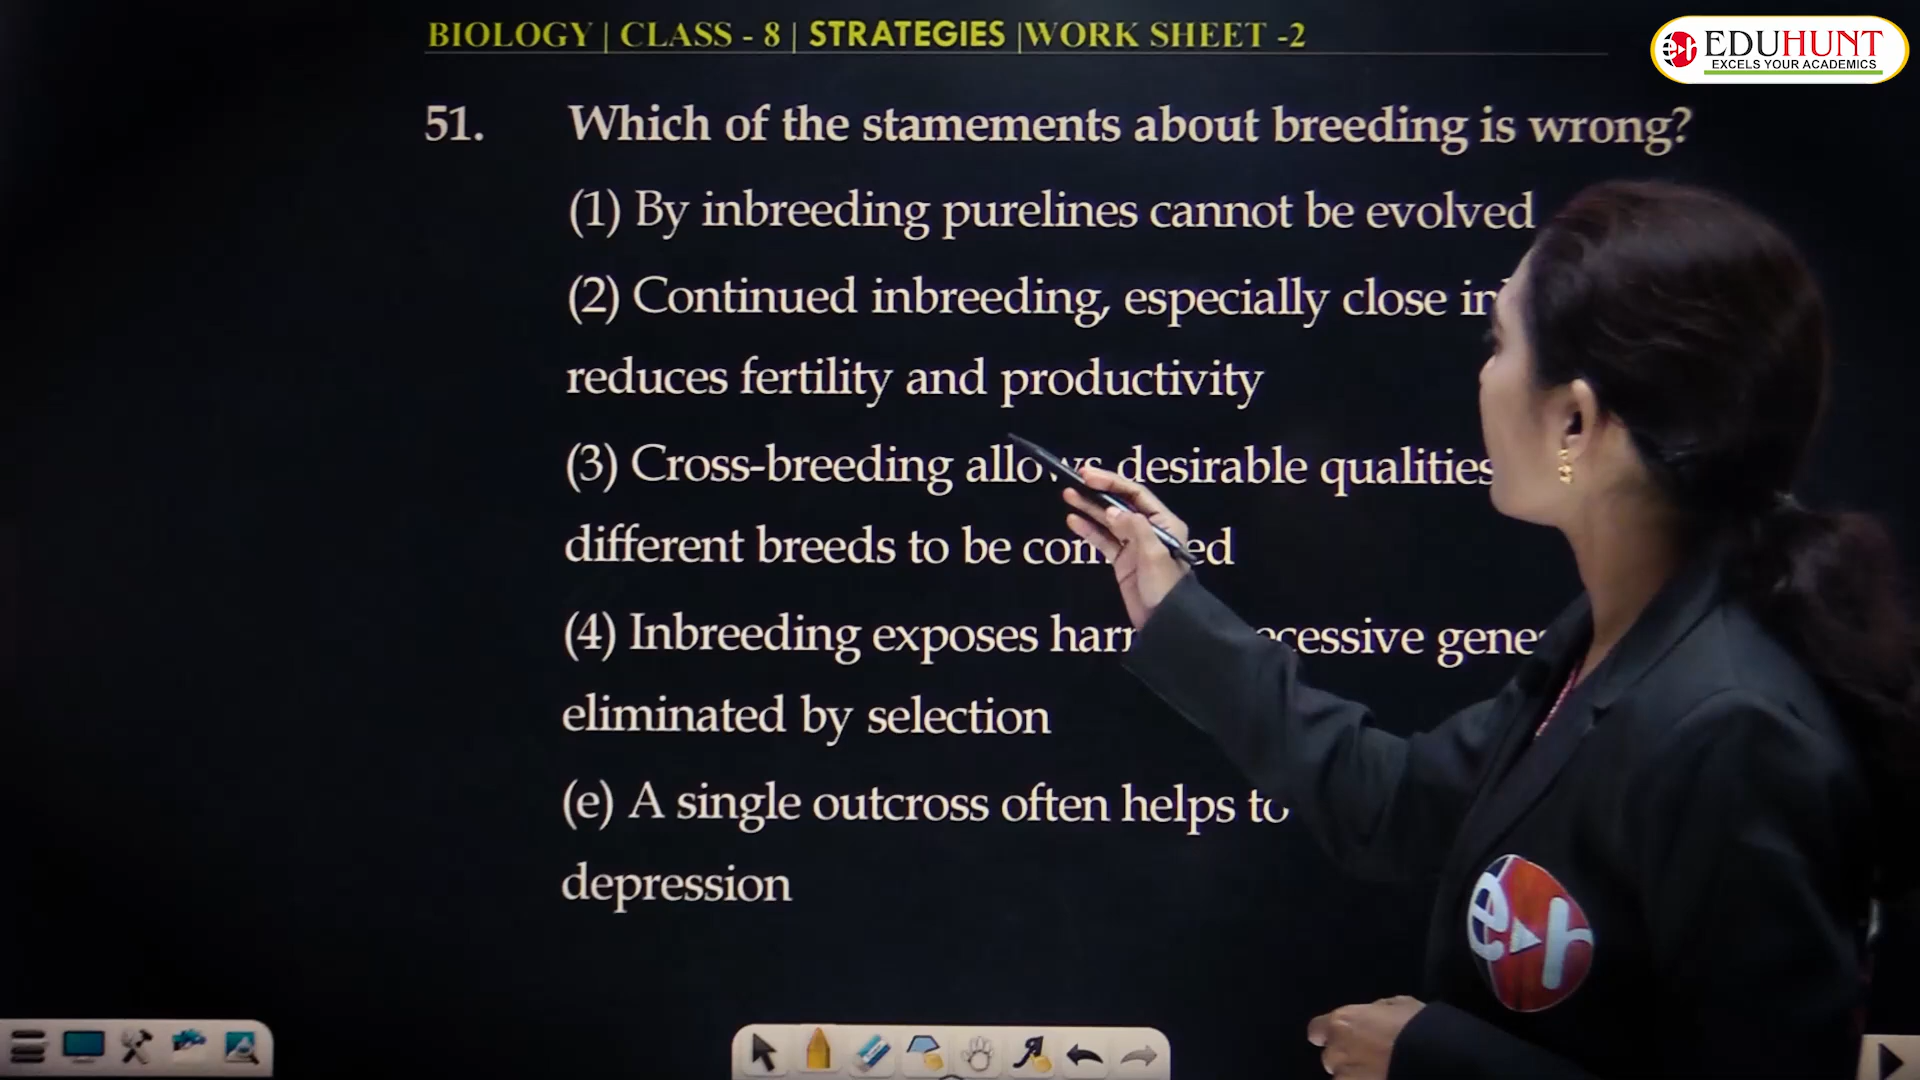 BIOLOGY | CLASS - 8 | STRATEGIES |WORK SHEET -2
EDUHUNT
EXCELS YOUR ACADEMICS
51. Which of the stamements about breeding is wrong?
(1) By inbreeding purelines cannot be evolved
(2) Continued inbreeding, especially close
reduces fertility and productivity
(3) Cross-breeding allows desirable qualities
different breeds to be
(4) Inbreeding exposes
eliminated by selection
(e) A single outcross often helps to
depression